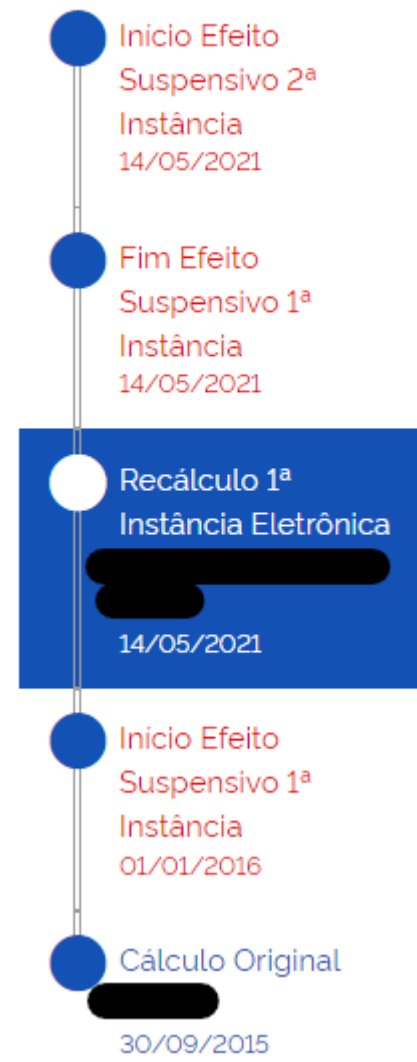 Início Efeito
Suspensivo 2ª
Instância
14/05/2021
Fim Efeito
Suspensivo 1ª
Instância
14/05/2021
Recálculo 1ª
Instância Eletrônica
14/05/2021
Início Efeito
Suspensivo 1ª
Instância
01/01/2016
Cálculo Original
30/09/2015